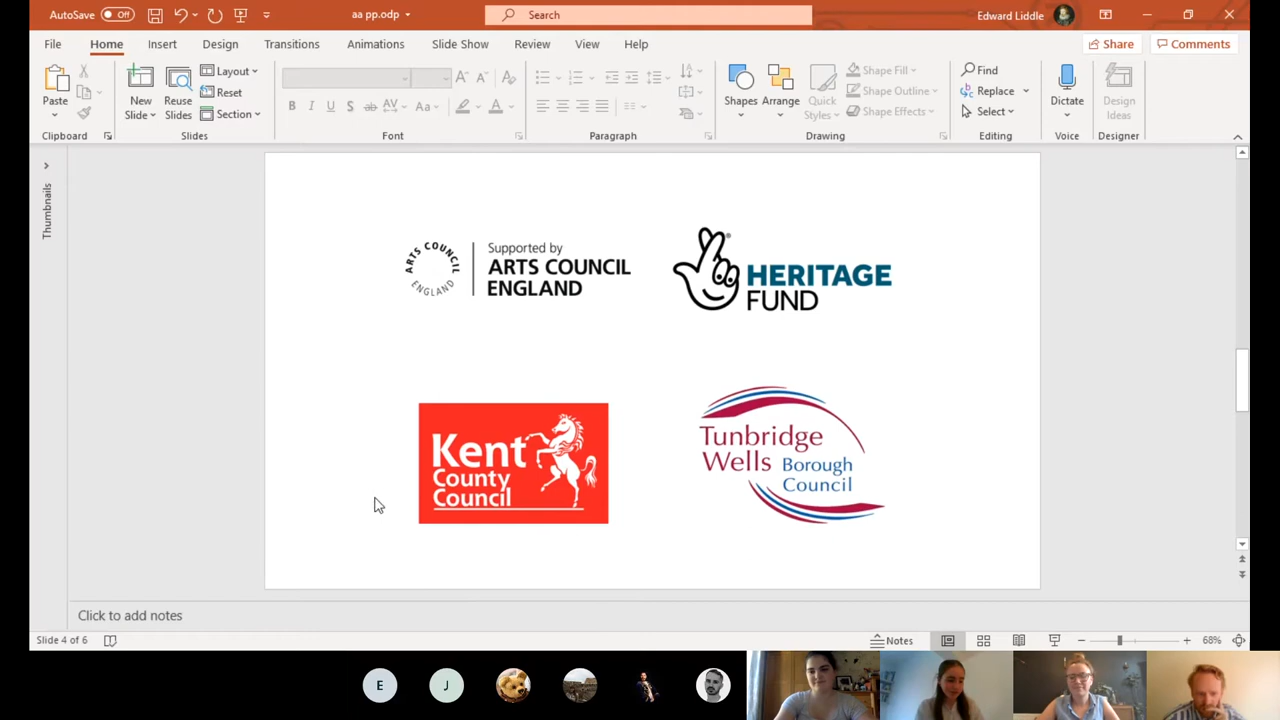 AutoSave Off
aa pp.odp
Search
Edward Liddle
File Home Insert Design Transitions Animations Slide Show Review View Help
Share Comments
Paste
New Slide
Reuse Slides
Layout
Reset
Section
B I U S ab AV Aa A
Shapes Arrange Quick Styles
Shape Fill
Shape Outline
Shape Effects
Find
Replace
Select
Dictate
Design Ideas
Clipboard Slides Font Paragraph Drawing Editing Voice Designer
Thumbnails
ARTS COUNCIL
ENGLAND
Supported by
ARTS COUNCIL
ENGLAND
HERITAGE
FUND
Kent
County
Council
Tunbridge
Wells Borough
Council
Click to add notes
Slide 4 of 6
Notes
68%
E J